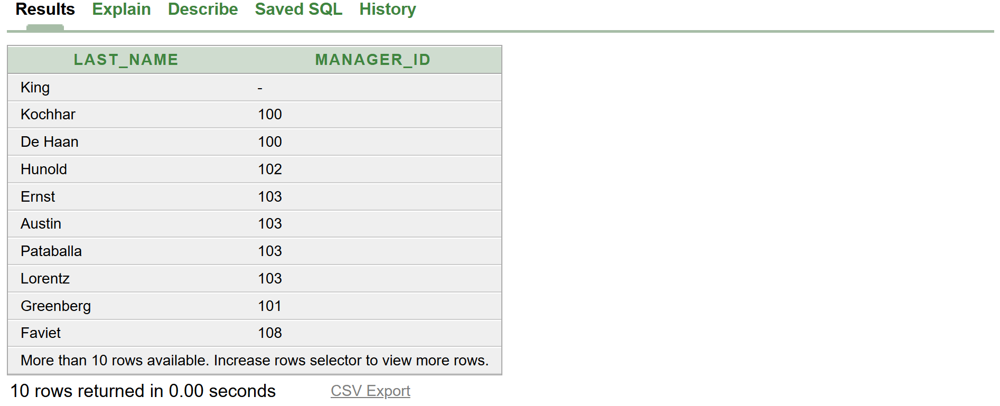 Results Explain Describe Saved SQL History
LAST_NAME MANAGER_ID
King -
Kochhar 100
De Haan 100
Hunold 102
Ernst 103
Austin 103
Pataballa 103
Lorentz 103
Greenberg 101
Faviet 108
More than 10 rows available. Increase rows selector to view more rows.
10 rows returned in 0.00 seconds CSV Export